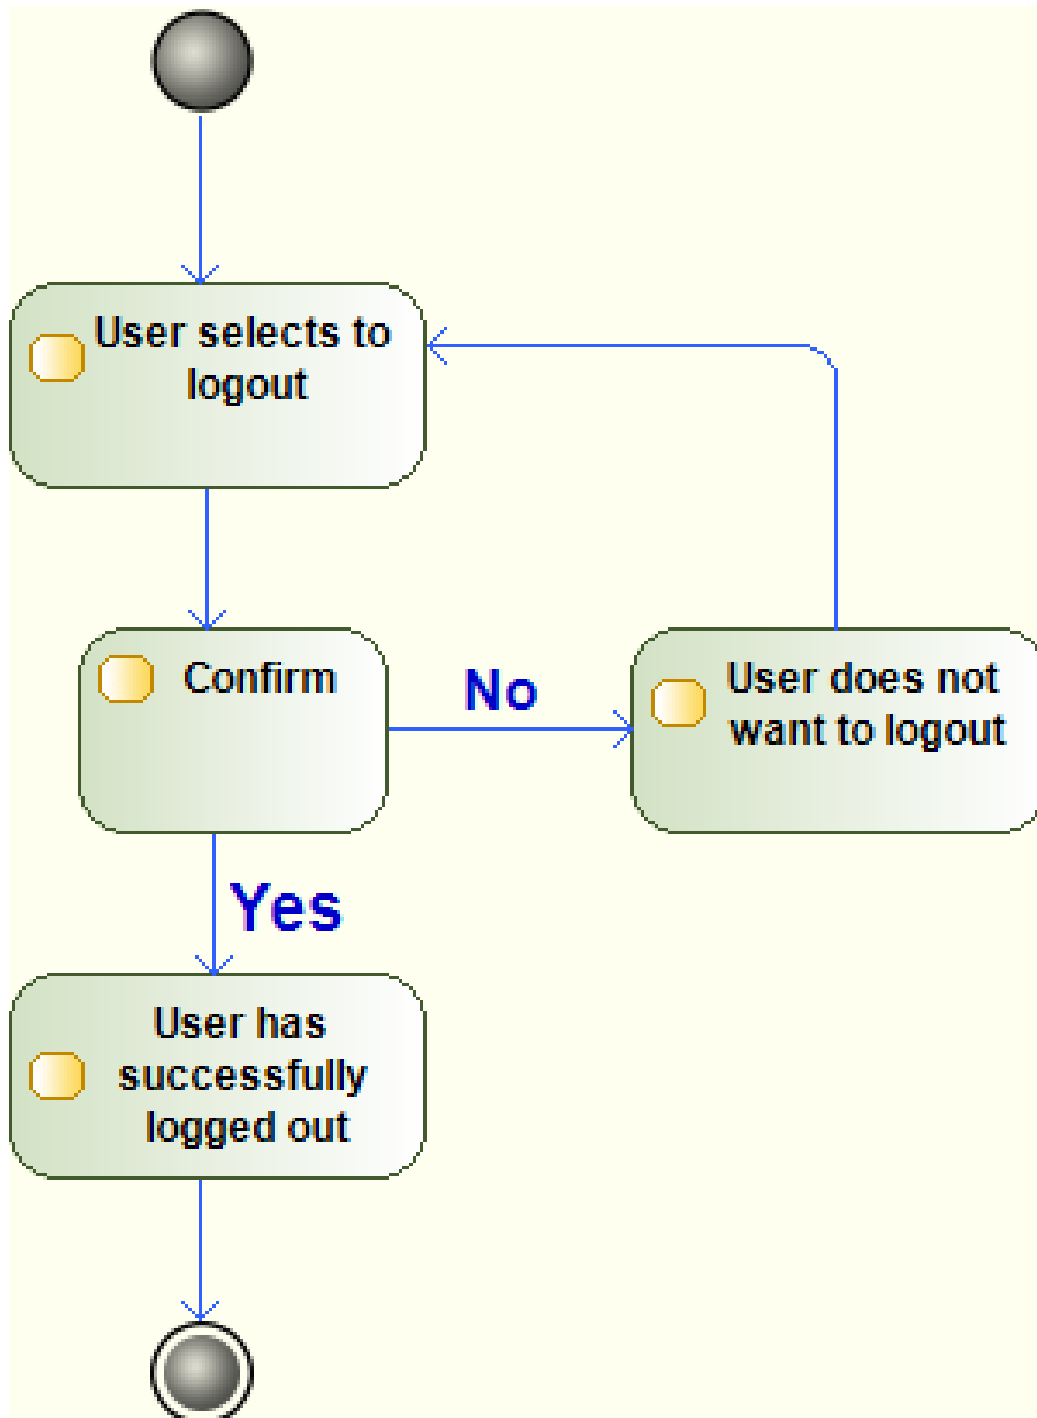 User selects to
logout
Confirm
No
User does not
want to logout
Yes
User has
successfully
logged out